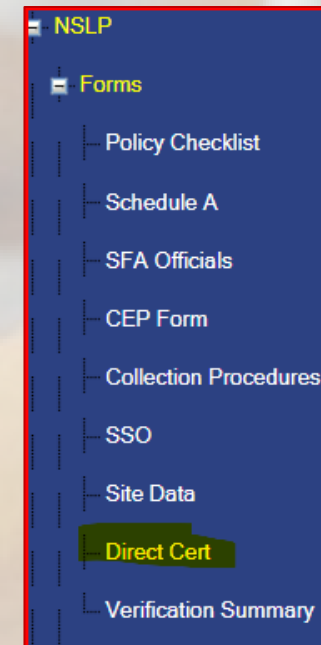 NSLP
Forms
Policy Checklist
Schedule A
SFA Officials
CEP Form
Collection Procedures
SSO
Site Data
Direct Cert
Verification Summary